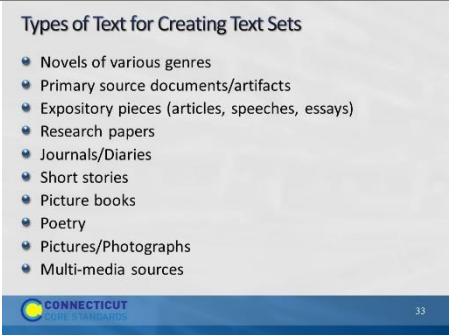 Types of Text for Creating Text Sets
Novels of various genres
Primary source documents/artifacts
Expository pieces (articles, speeches, essays)
Research papers
Journals/Diaries
Short stories
Picture books
Poetry
Pictures/Photographs
Multi-media sources
CONNECTICUT
CORE STANDARDS
33